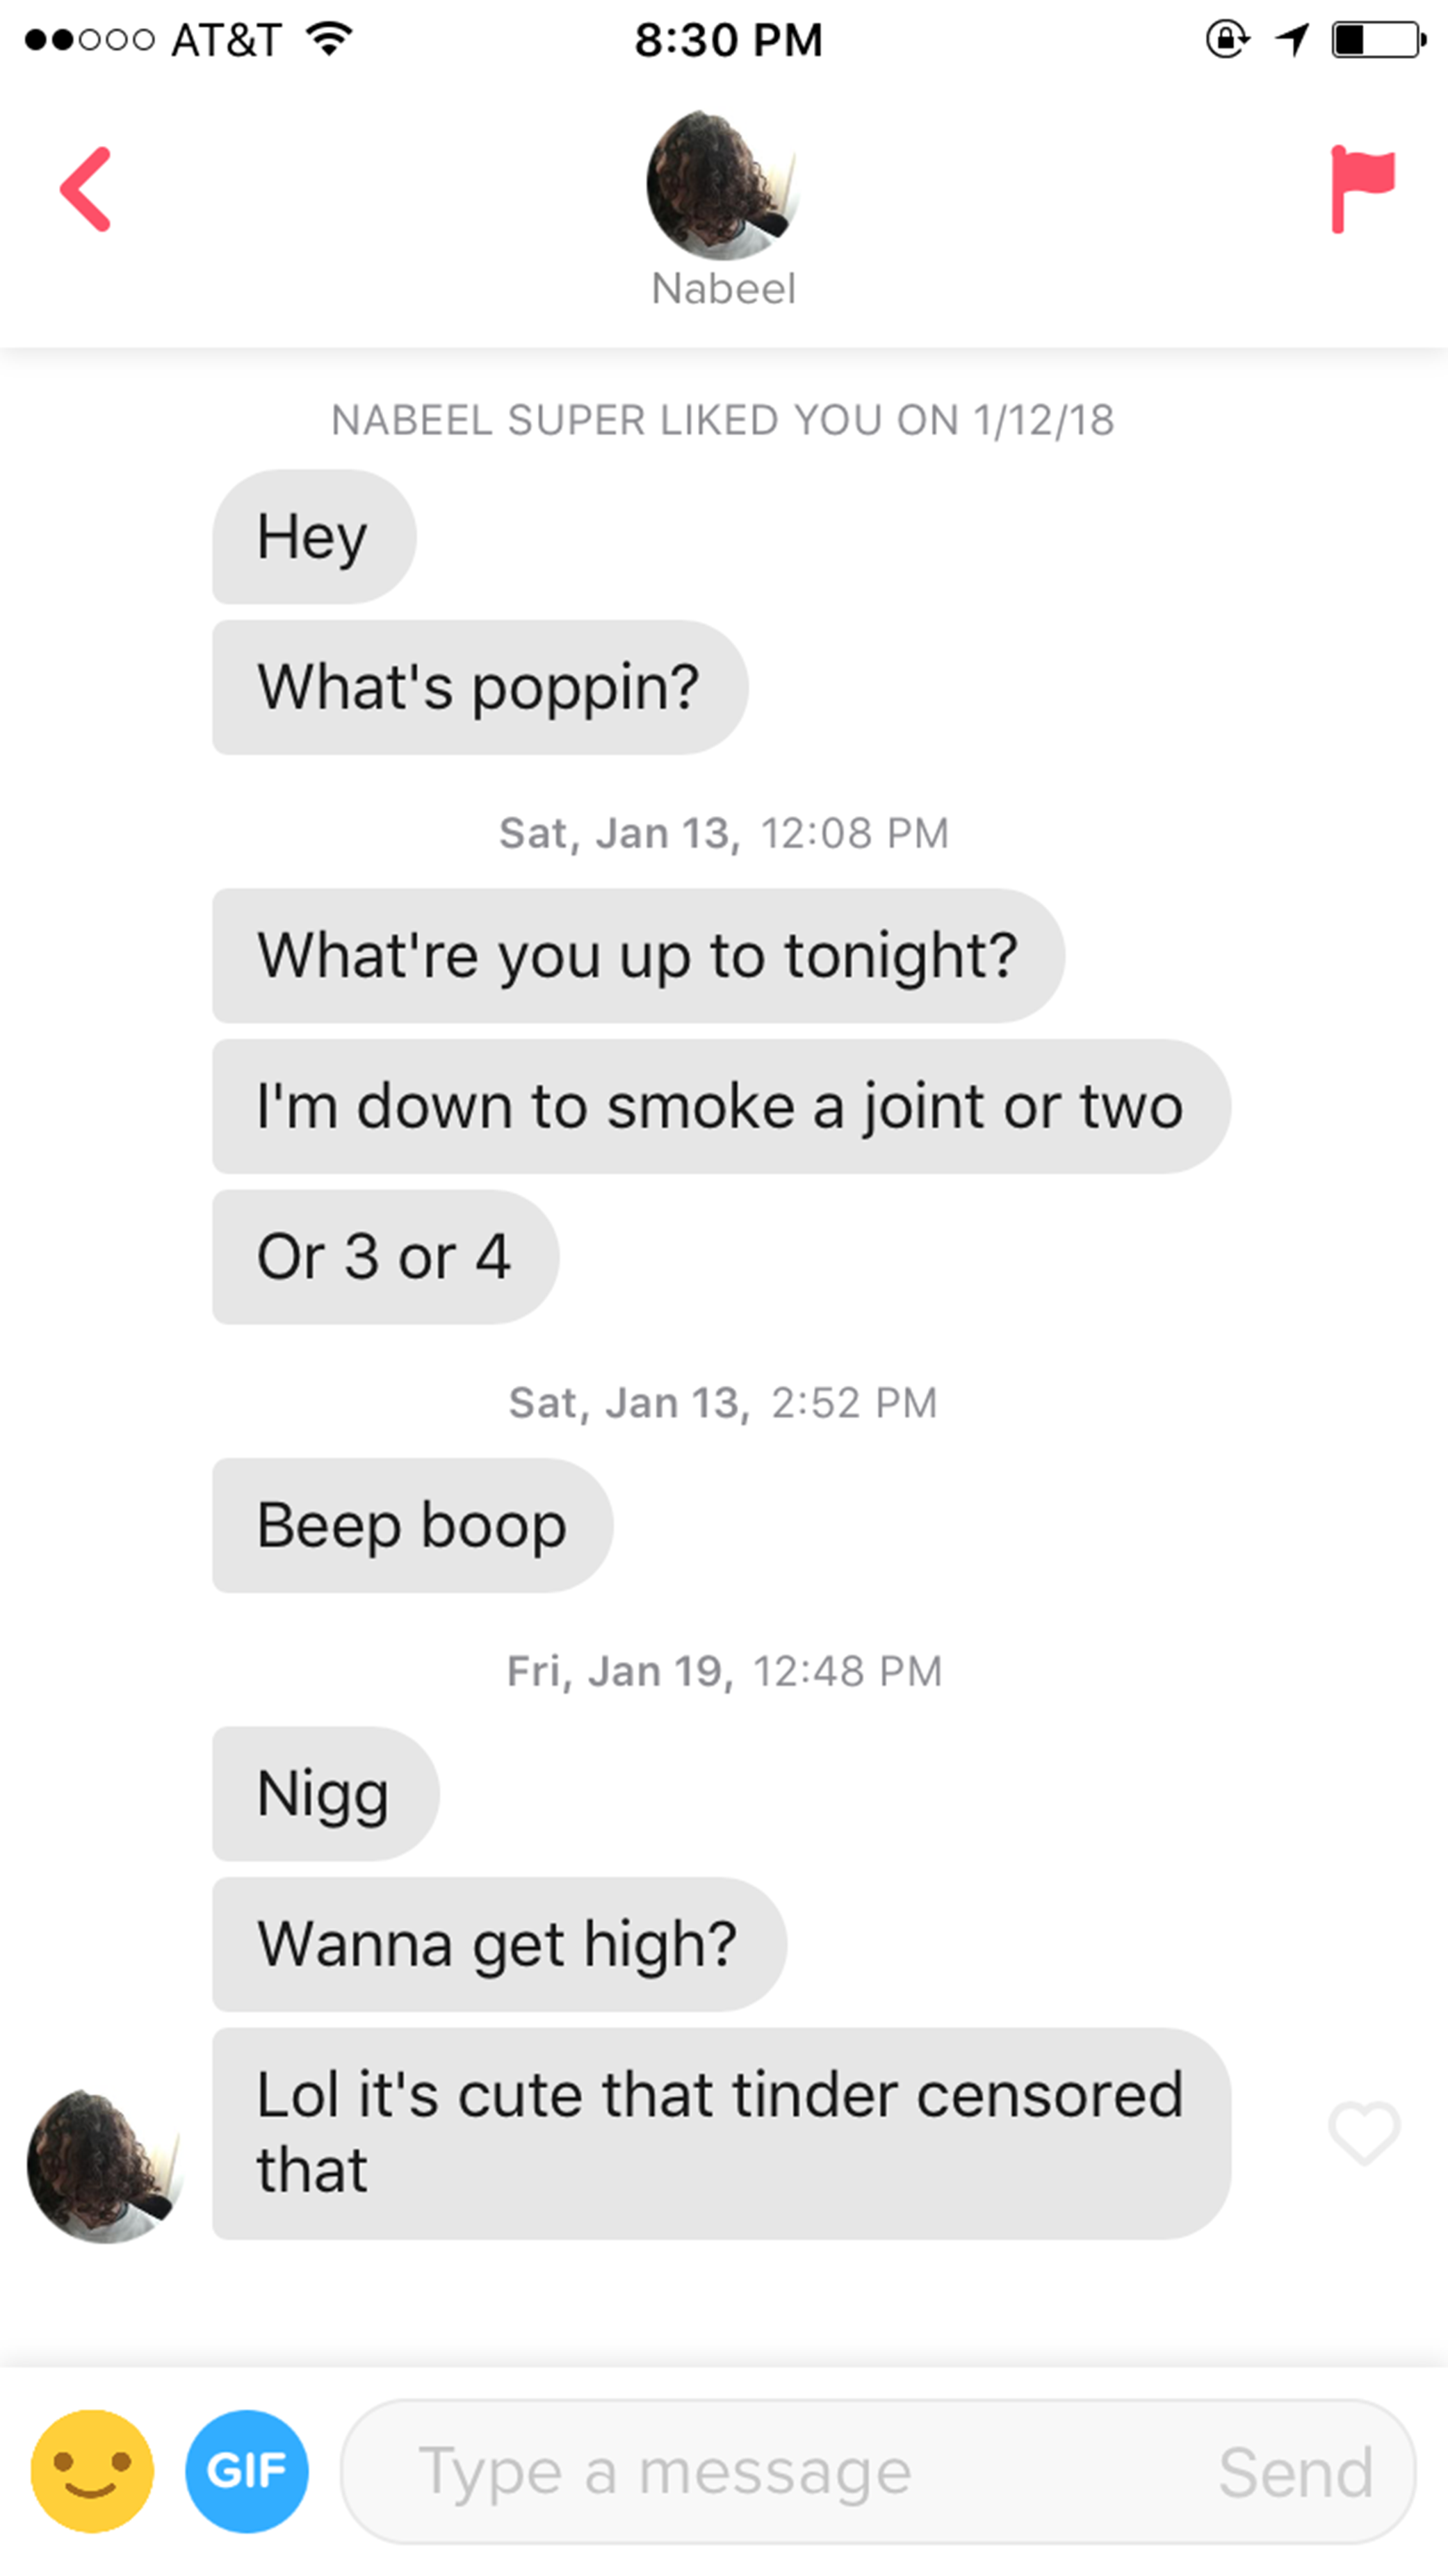 AT&T 8:30 PM
Nabeel
NABEEL SUPER LIKED YOU ON 1/12/18
Hey
What's poppin?
Sat, Jan 13, 12:08 PM
What're you up to tonight?
I'm down to smoke a joint or two
Or 3 or 4
Sat, Jan 13, 2:52 PM
Beep boop
Fri, Jan 19, 12:48 PM
Nigg
Wanna get high?
Lol it's cute that tinder censored
that
GIF Type a message Send